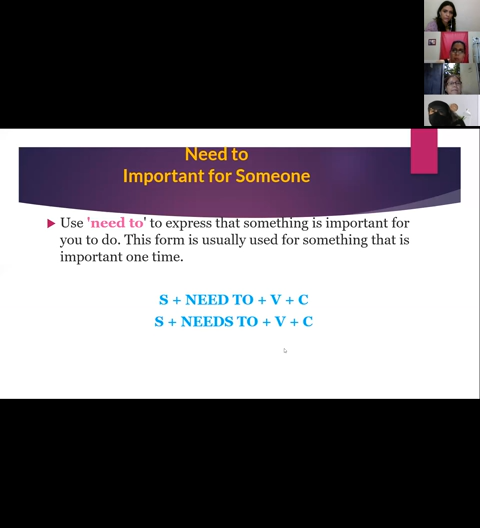 Need to
Important for Someone
Use 'need to' to express that something is important for
you to do. This form is usually used for something that is
important one time.
S + NEED TO + V + C
S + NEEDS TO + V + C